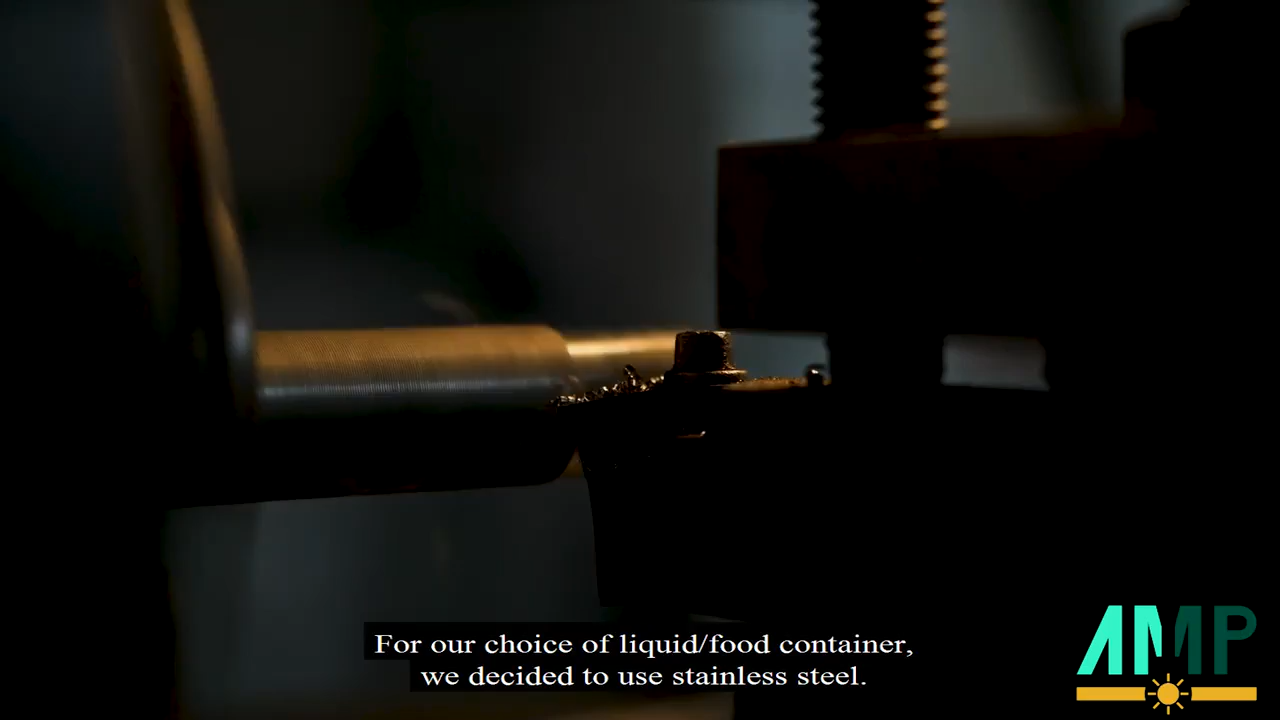 For our choice of liquid/food container,
we decided to use stainless steel.
AMP